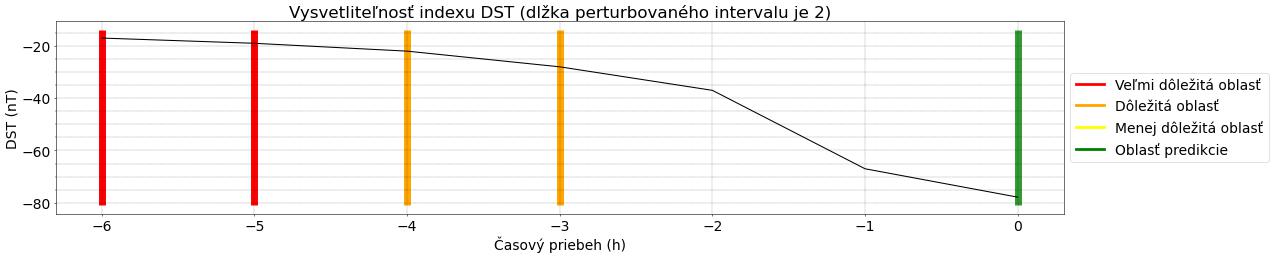 Vysvetliteľnosť indexu DST (dĺžka perturbovaného intervalu je 2)
DST (nT)
−20
−40
−60
−80
−6
−5
−4
−3
−2
−1
0
Časový priebeh (h)
Veľmi dôležitá oblasť
Dôležitá oblasť
Menej dôležitá oblasť
Oblasť predikcie